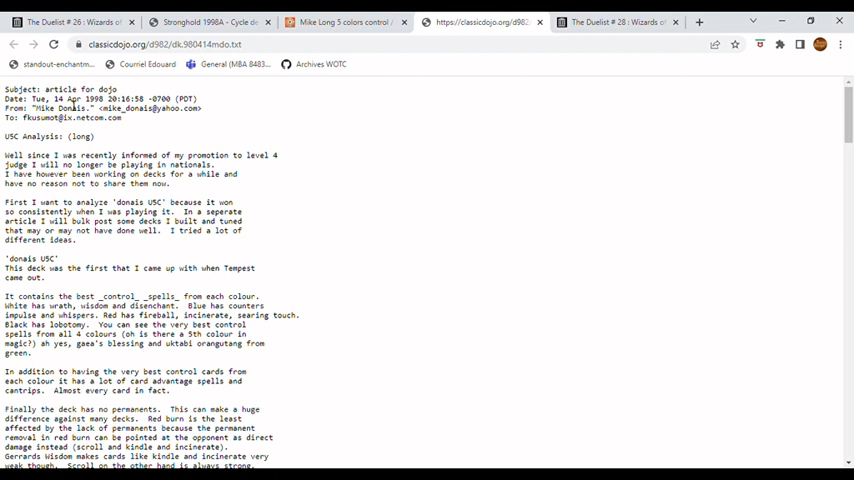 The Duelist # 26 : Wizards of
Stronghold 1998A - Cycle de
Mike Long 5 colors control /
https://classicdojo.org/d982/dk
The Duelist # 28 : Wizards of
classicdojo.org/d982/dk.980414mdo.txt
standout-enchantm...
Courriel Edouard
General (MBA 8483...
Archives WOTC
Subject: article for dojo
Date: Tue, 14 Apr 1998 20:16:58 -0700 (PDT)
From: "Mike Donais." <mike_donais@yahoo.com>
To: fkusumot@ix.netcom.com
U5C Analysis: (long)
Well since I was recently informed of my promotion to level 4
judge I will no longer be playing in nationals.
I have however been working on decks for a while and
have no reason not to share them now.
First I want to analyze 'donais U5C' because it won
so consistently when I was playing it.  In a seperate
article I will bulk post some decks I built and tuned
that may or may not have done well.  I tried a lot of
different ideas.
'donais U5C'
This deck was the first that I came up with when Tempest
came out.
It contains the best _control_ _spells_ from each colour.
White has wrath, wisdom and disenchant.  Blue has counters
impulse and whispers. Red has fireball, incinerate, searing touch.
Black has lobotomy.  You can see the very best control
spells from all 4 colours (oh is there a 5th colour in
magic?) ah yes, gaea's blessing and uktabi orangutang from
green.
In addition to having the very best control cards from
each colour it has a lot of card advantage spells and
cantrips.  Almost every card in fact.
Finally the deck has no permanents.  This can make a huge
difference against many decks.  Red burn is the least
affected by the lack of permanents because the permanent
removal in red burn can be pointed at the opponent as direct
damage instead (scroll and kindle and incinerate).
Gerrards Wisdom makes cards like kindle and incinerate very
weak though.  Scroll on the other hand is always strong.